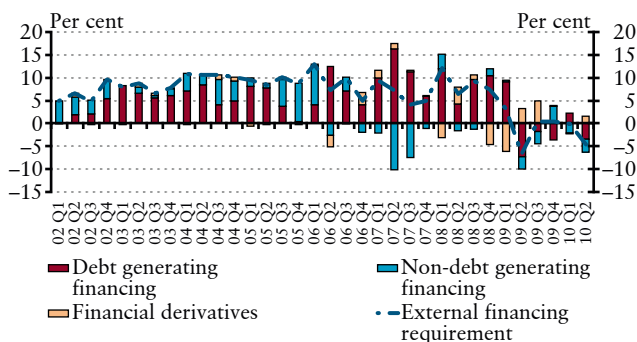 Per cent Per cent
20 20
15 15
10 10
5 5
0 0
−5 −5
−10 −10
−15 −15
02 Q1 02 Q2 02 Q3 02 Q4 03 Q1 03 Q2 03 Q3 03 Q4 04 Q1 04 Q2 04 Q3 04 Q4 05 Q1 05 Q2 05 Q3 05 Q4 06 Q1 06 Q2 06 Q3 06 Q4 07 Q1 07 Q2 07 Q3 07 Q4 08 Q1 08 Q2 08 Q3 08 Q4 09 Q1 09 Q2 09 Q3 09 Q4 10 Q1 10 Q2
Debt generating
financing
Non-debt generating
financing
Financial derivatives
External financing
requirement